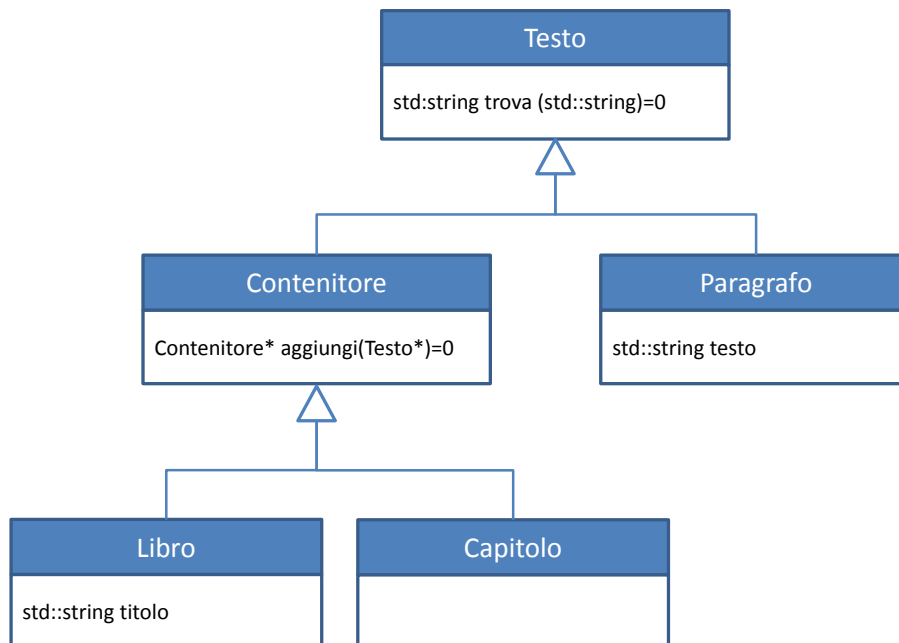 Testo
std:string trova (std::string)=0
Contenitore
Paragrafo
Contenitore* aggiungi(Testo*)=0
std::string testo
Libro
Capitolo
std::string titolo